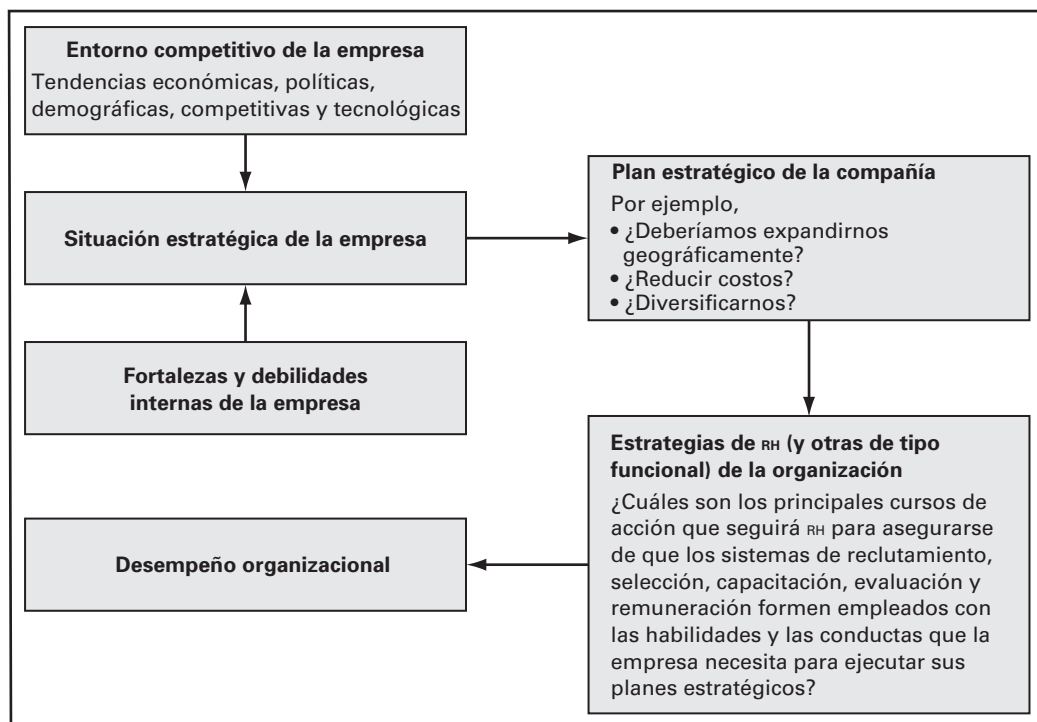 Entorno competitivo de la empresa
Tendencias económicas, políticas,
demográficas, competitivas y tecnológicas
Situación estratégica de la empresa
Fortalezas y debilidades
internas de la empresa
Plan estratégico de la compañía
Por ejemplo,
• ¿Deberíamos expandirnos
geográficamente?
• ¿Reducir costos?
• ¿Diversificarnos?
Estrategias de RH (y otras de tipo
funcional) de la organización
¿Cuáles son los principales cursos de
acción que seguirá RH para asegurarse
de que los sistemas de reclutamiento,
selección, capacitación, evaluación y
remuneración formen empleados con
las habilidades y las conductas que la
empresa necesita para ejecutar sus
planes estratégicos?
Desempeño organizacional